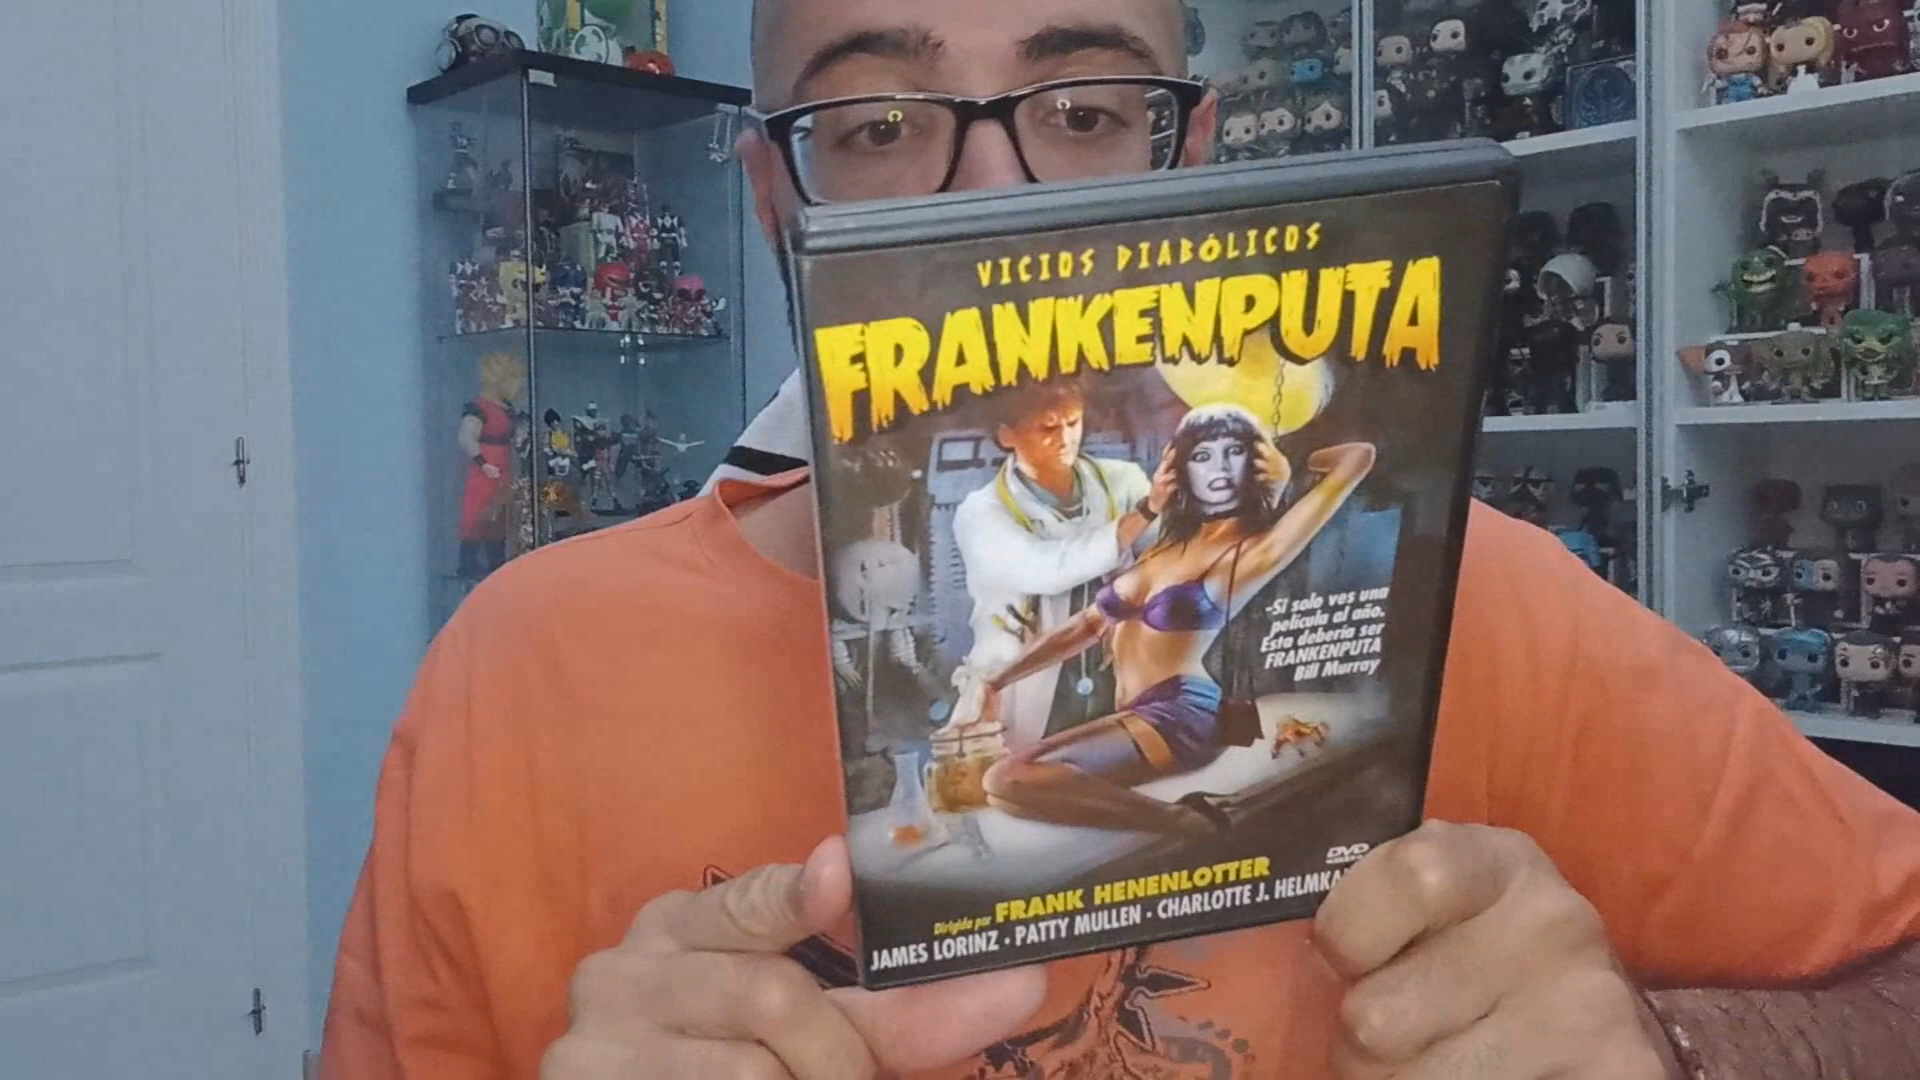 VICIOS DIABÓLICOS
FRANKENPUTA
-Si solo ves una
película al año.
Esta debería ser
FRANKENPUTA
Bill Murray
DVD
Dirigida por FRANK HENENLOTTER
JAMES LORINZ · PATTY MULLEN · CHARLOTTE J.